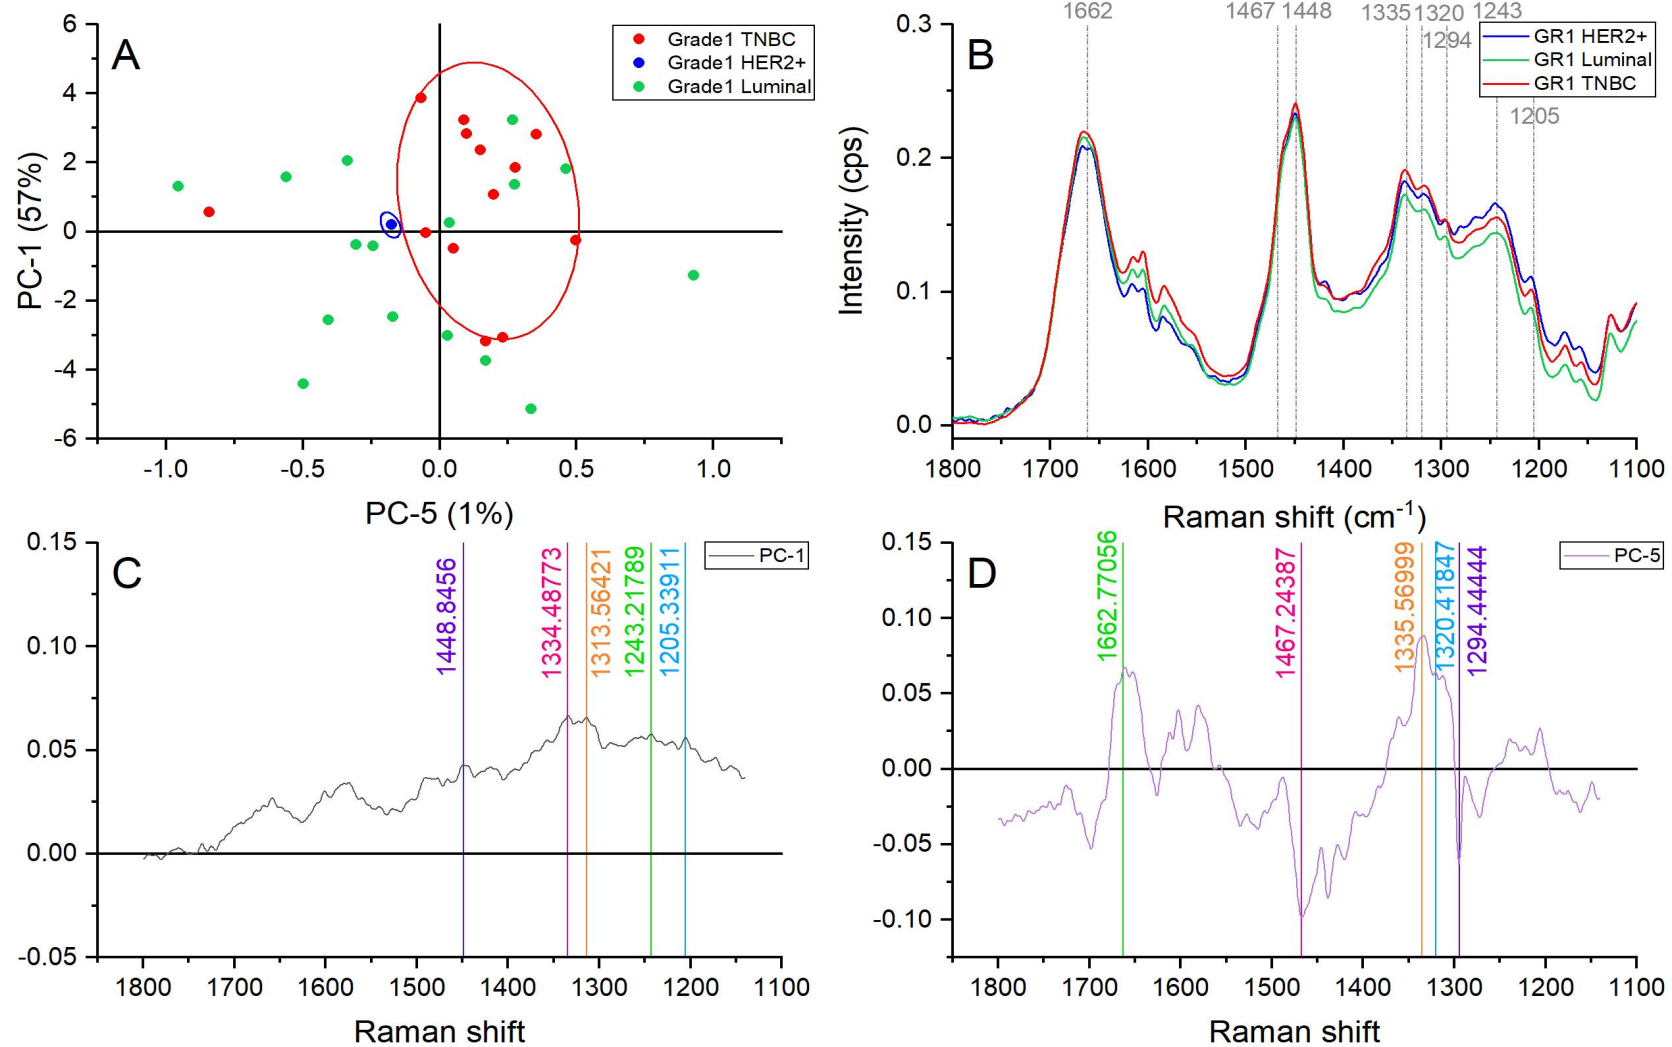 A
Grade1 TNBC
Grade1 HER2+
Grade1 Luminal
6
4
2
0
-2
-4
-6
PC-1 (57%)
-1.0 -0.5 0.0 0.5 1.0
PC-5 (1%)
1662 1467 1448 1335 1320 1243
1294
1205
B
GR1 HER2+
GR1 Luminal
GR1 TNBC
0.3
0.2
0.1
0.0
Intensity (cps)
1800 1700 1600 1500 1400 1300 1200 1100
Raman shift (cm-1)
C
PC-1
1448.8456
1334.48773
1313.56421
1243.21789
1205.33911
0.15
0.10
0.05
0.00
-0.05
1800 1700 1600 1500 1400 1300 1200 1100
Raman shift
D
PC-5
1662.77056
1467.24387
1335.56999
1320.41847
1294.44444
0.15
0.10
0.05
0.00
-0.05
-0.10
1800 1700 1600 1500 1400 1300 1200 1100
Raman shift